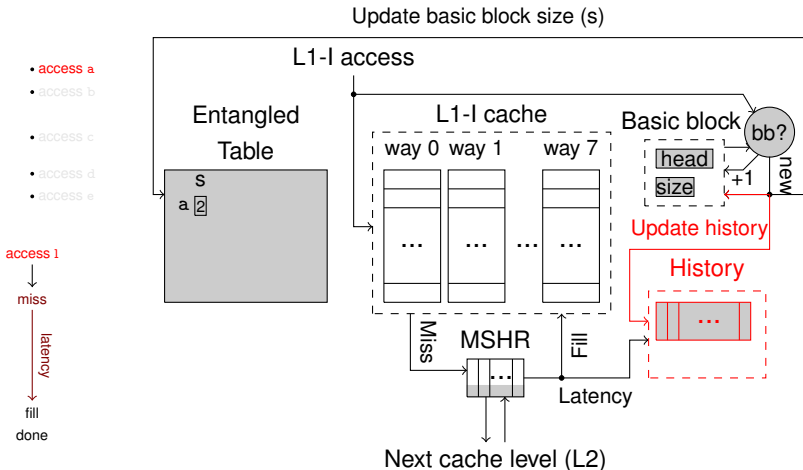 Update basic block size (s)
L1-I access
access a
access b
access c
access d
access e
Entangled
Table
s
a 2
L1-I cache
way 0 way 1 way 7
... ... ... ...
Basic block
head
size
bb?
+1
new
Update history
History
...
access l
miss
latency
fill
done
Miss
MSHR
...
Fill
Latency
Next cache level (L2)